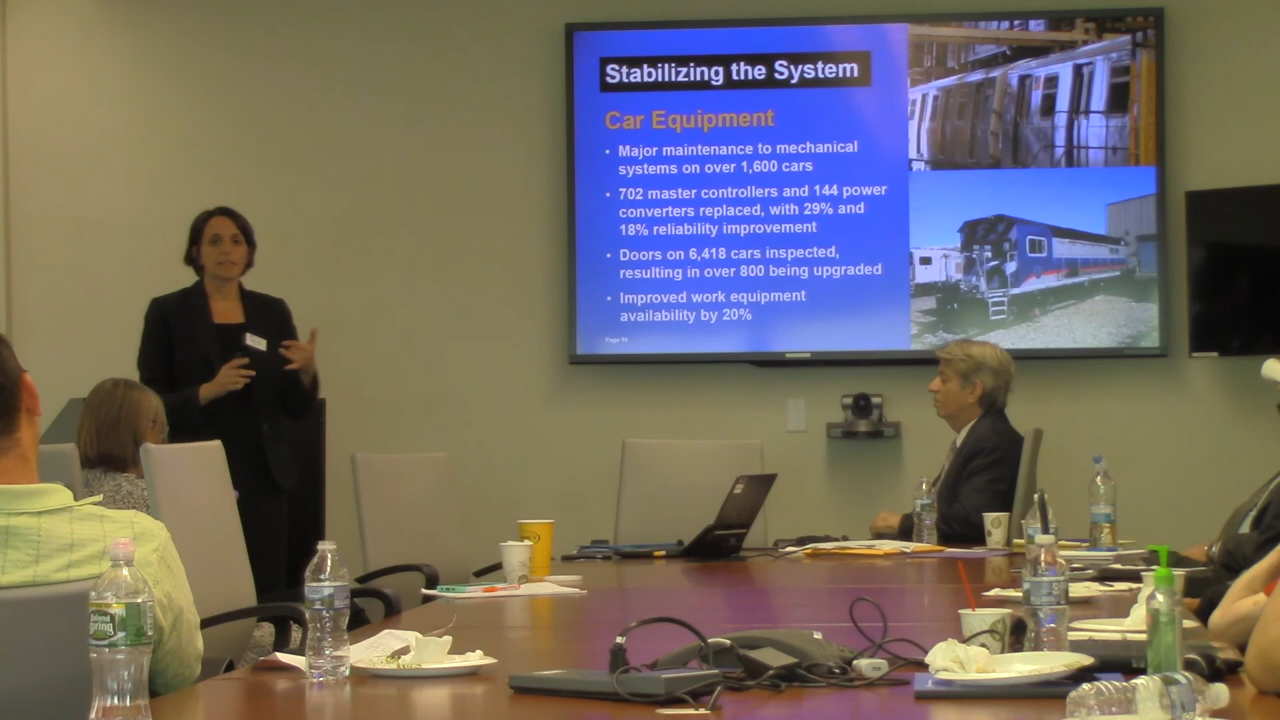 Stabilizing the System
Car Equipment
• Major maintenance to mechanical
systems on over 1,600 cars
• 702 master controllers and 144 power
converters replaced, with 29% and
18% reliability improvement
• Doors on 6,418 cars inspected,
resulting in over 800 being upgraded
• Improved work equipment
availability by 20%